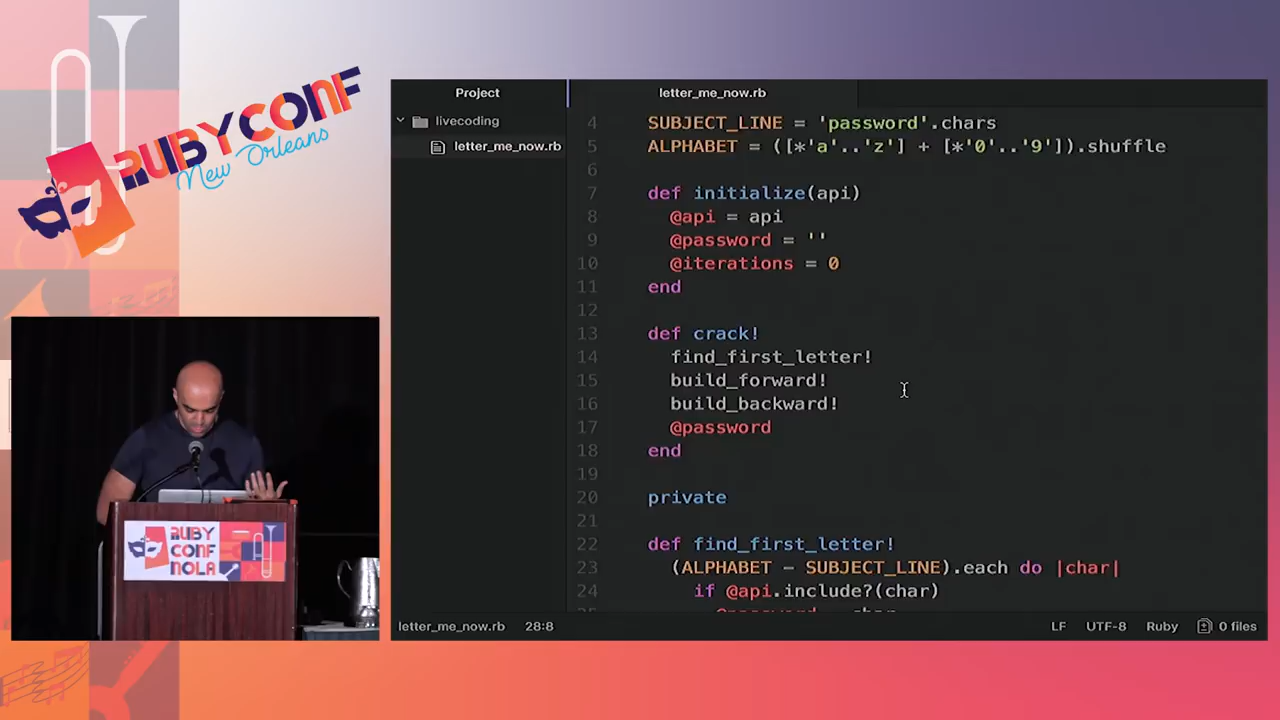 RUBYCONF
New Orleans
RUBY
CONF
NOLA
Project
livecoding
letter_me_now.rb
letter_me_now.rb
4 SUBJECT_LINE = 'password'.chars
5 ALPHABET = ([*'a'..'z'] + [*'0'..'9']).shuffle
6
7 def initialize(api)
8 @api = api
9 @password = ''
10 @iterations = 0
11 end
12
13 def crack!
14 find_first_letter!
15 build_forward!
16 build_backward!
17 @password
18 end
19
20 private
21
22 def find_first_letter!
23 (ALPHABET - SUBJECT_LINE).each do |char|
24 if @api.include?(char)
letter_me_now.rb 28:8 LF UTF-8 Ruby 0 files